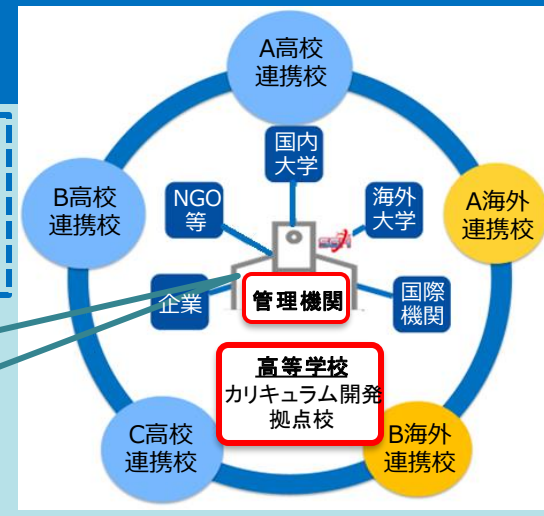 A高校
連携校
国内
大学
NGO
等
海外
大学
B高校
連携校
A海外
連携校
企業
管理機関
国際
機関
高等学校
カリキュラム開発
拠点校
C高校
連携校
B海外
連携校